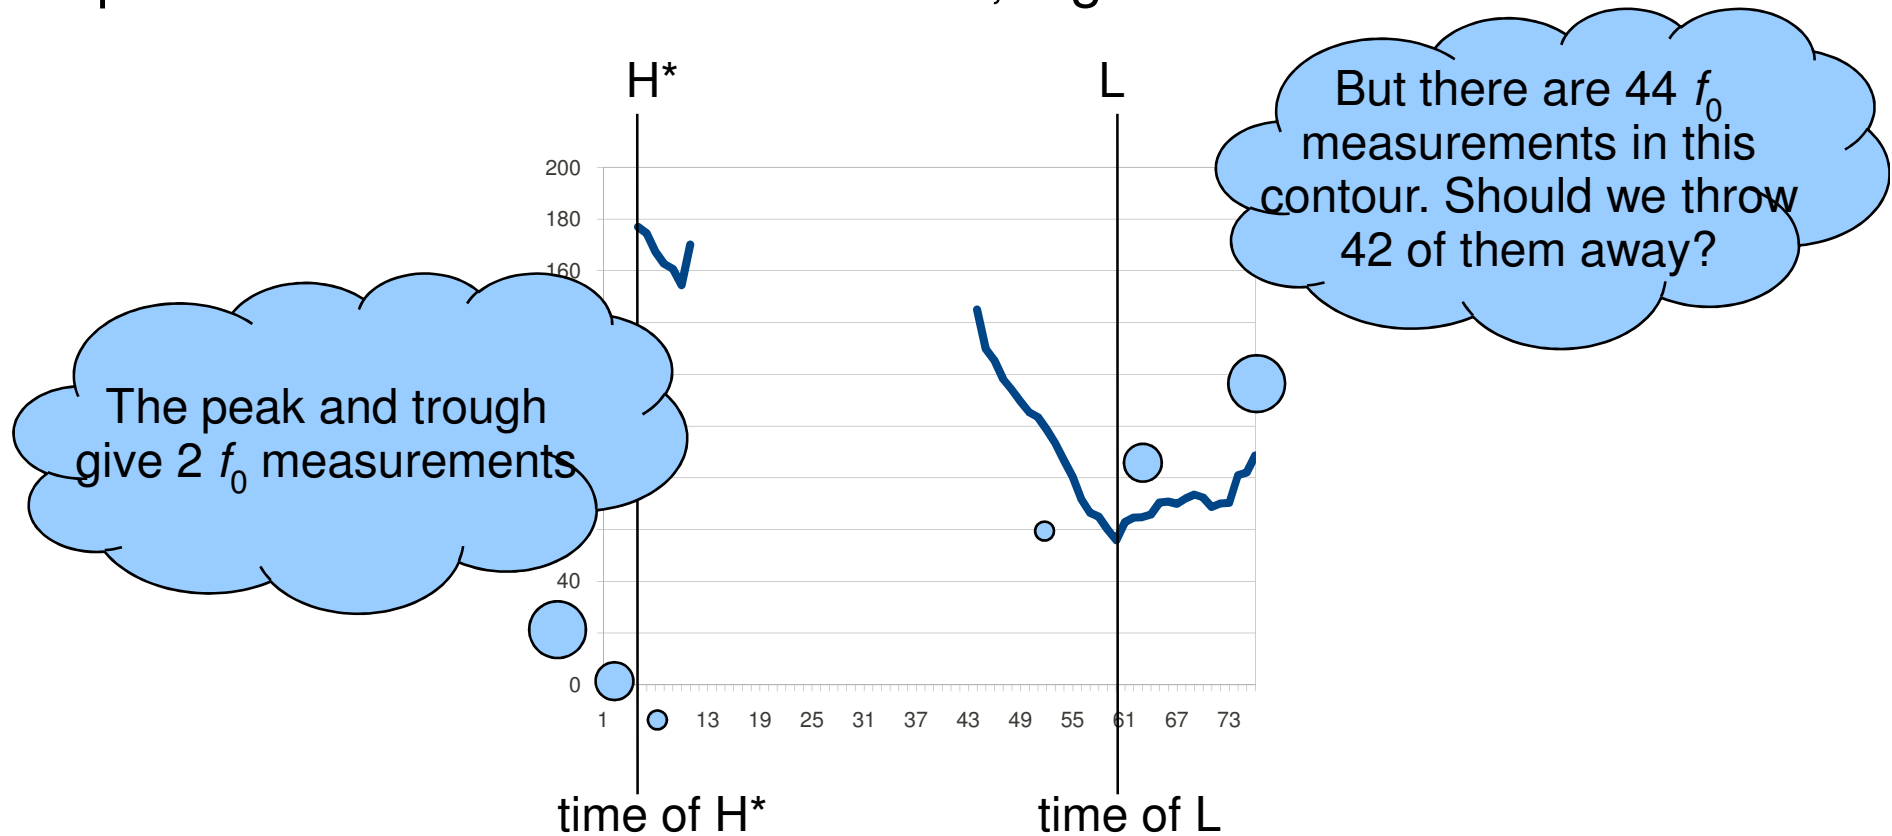 H*
L
But there are 44 f0
measurements in this
contour. Should we throw
42 of them away?
200
180
160
The peak and trough
give 2 f0 measurements
40
0
1 13 19 25 31 37 43 49 55 61 67 73
time of H* time of L